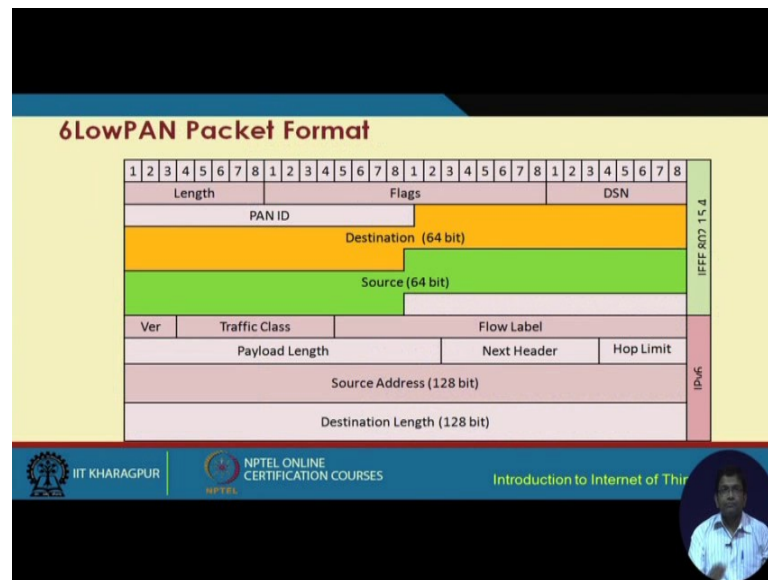 6LowPAN Packet Format
1 2 3 4 5 6 7 8 1 2 3 4 5 6 7 8 1 2 3 4 5 6 7 8 1 2 3 4 5 6 7 8
Length Flags DSN
PAN ID
Destination (64 bit)
Source (64 bit)
IEEE 802.15.4
Ver Traffic Class Flow Label
Payload Length Next Header Hop Limit
Source Address (128 bit)
Destination Length (128 bit)
IPv6
IIT KHARAGPUR
NPTEL
NPTEL ONLINE
CERTIFICATION COURSES
Introduction to Internet of Thin